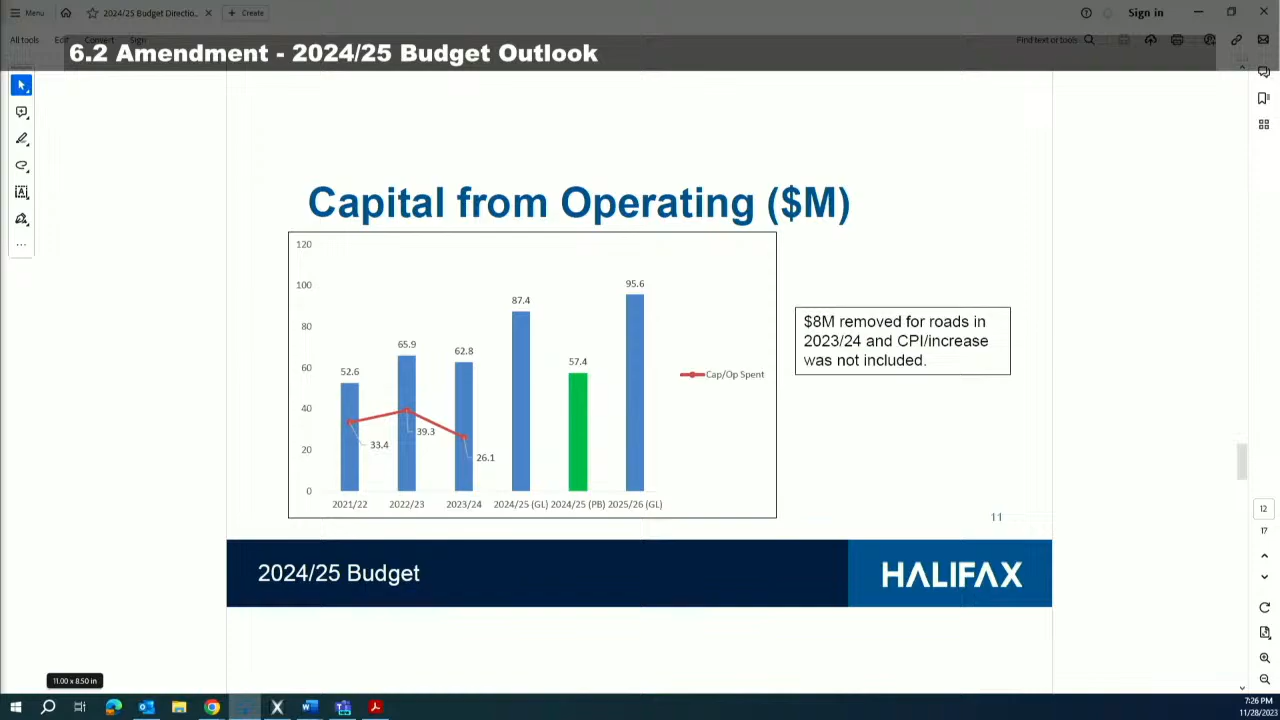 Menu
2024/25 Budget Directio...
Create
Sign in
All tools
Edit
Convert
Sign
Find text or tools
6.2 Amendment - 2024/25 Budget Outlook
Capital from Operating ($M)
120
100
80
60
40
20
0
52.6
65.9
62.8
87.4
57.4
95.6
33.4
39.3
26.1
Cap/Op Spent
2021/22 2022/23 2023/24 2024/25 (GL) 2024/25 (PB) 2025/26 (GL)
$8M removed for roads in
2023/24 and CPI/increase
was not included.
11
2024/25 Budget
HALIFAX
12
17
11.00 x 8.50 in
7:26 PM
11/28/2023